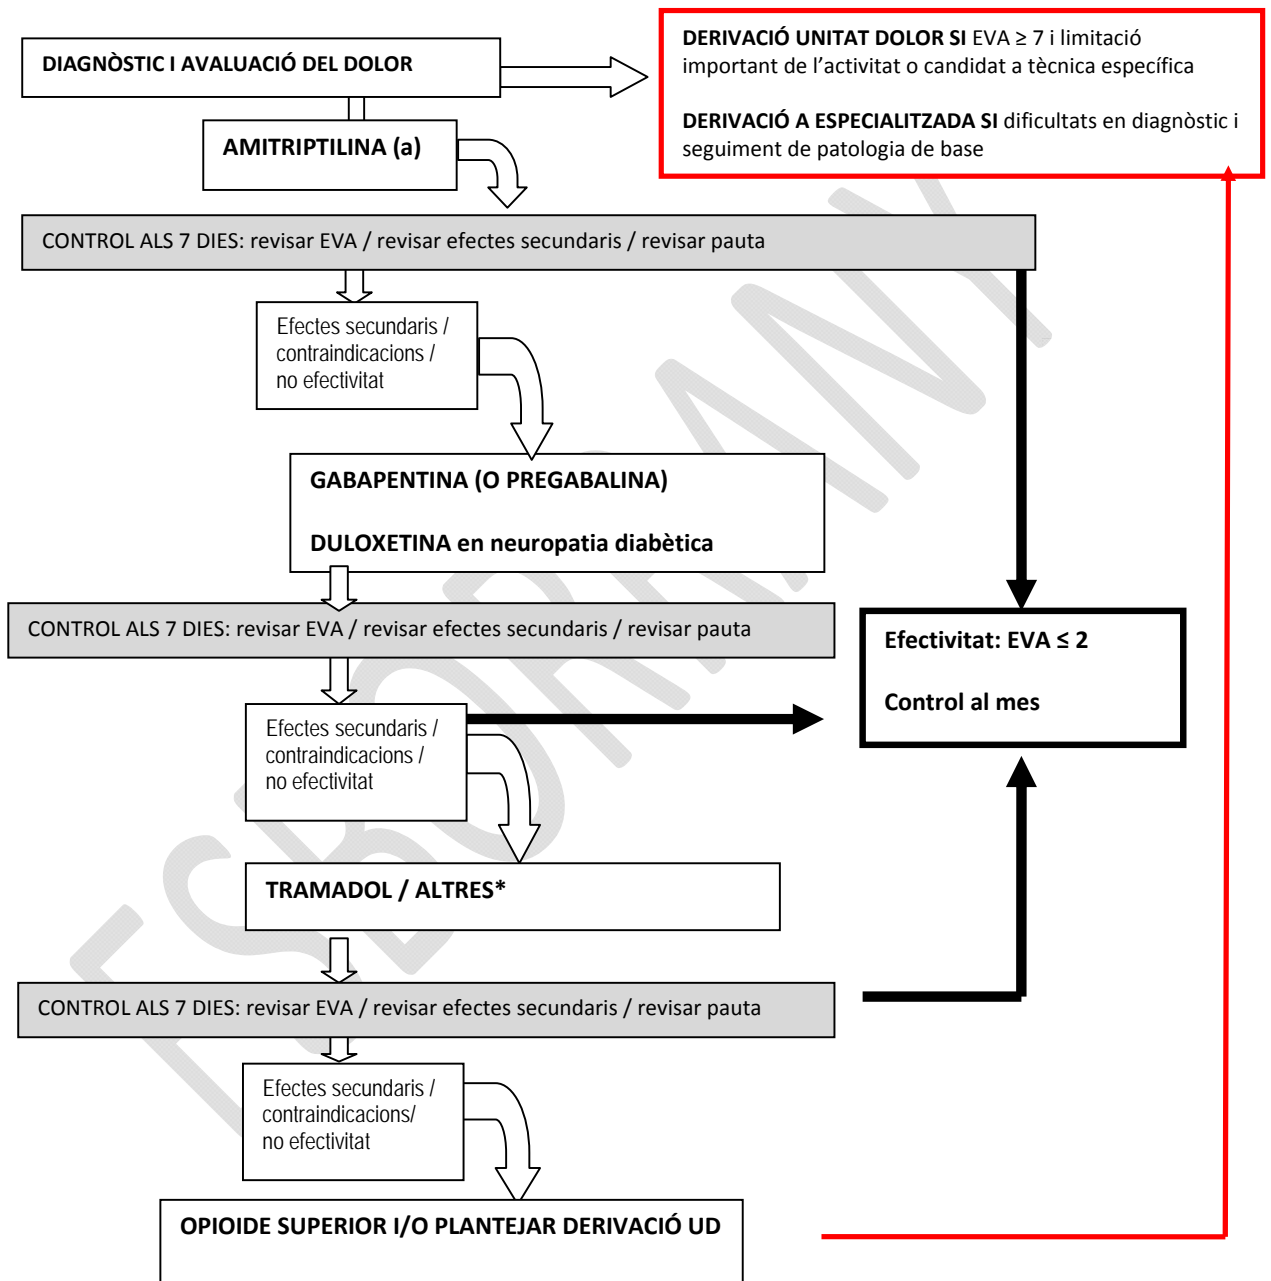 DIAGNÒSTIC I AVALUACIÓ DEL DOLOR
DERIVACIÓ UNITAT DOLOR SI EVA ≥ 7 i limitació
important de l’activitat o candidat a tècnica específica
DERIVACIÓ A ESPECIALITZADA SI dificultats en diagnòstic i
seguiment de patologia de base
AMITRIPTILINA (a)
CONTROL ALS 7 DIES: revisar EVA / revisar efectes secundaris / revisar pauta
Efectes secundaris /
contraindicacions /
no efectivitat
GABAPENTINA (O PREGABALINA)
DULOXETINA en neuropatia diabètica
CONTROL ALS 7 DIES: revisar EVA / revisar efectes secundaris / revisar pauta
Efectivitat: EVA ≤ 2
Control al mes
Efectes secundaris /
contraindicacions /
no efectivitat
TRAMADOL / ALTRES*
CONTROL ALS 7 DIES: revisar EVA / revisar efectes secundaris / revisar pauta
Efectes secundaris /
contraindicacions/
no efectivitat
OPIOIDE SUPERIOR I/O PLANTEJAR DERIVACIÓ UD
ESBORRANY